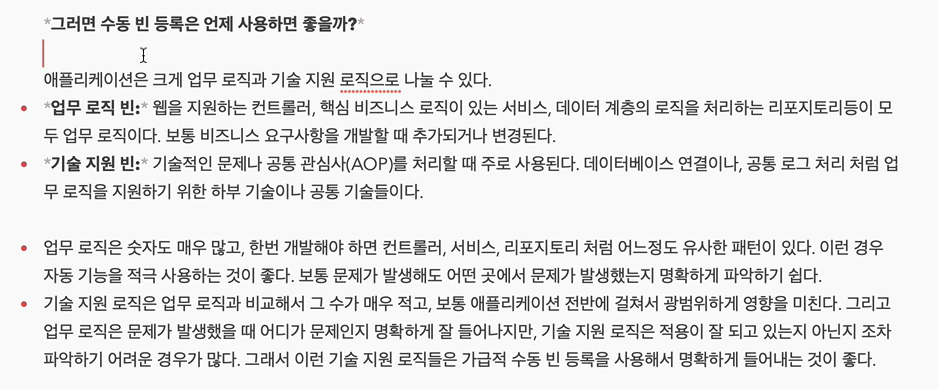 *그러면 수동 빈 등록은 언제 사용하면 좋을까?*
애플리케이션은 크게 업무 로직과 기술 지원 로직으로 나눌 수 있다.
• *업무 로직 빈:* 웹을 지원하는 컨트롤러, 핵심 비즈니스 로직이 있는 서비스, 데이터 계층의 로직을 처리하는 리포지토리등이 모
두 업무 로직이다. 보통 비즈니스 요구사항을 개발할 때 추가되거나 변경된다.
• *기술 지원 빈:* 기술적인 문제나 공통 관심사(AOP)를 처리할 때 주로 사용된다. 데이터베이스 연결이나, 공통 로그 처리 처럼 업
무 로직을 지원하기 위한 하부 기술이나 공통 기술들이다.
• 업무 로직은 숫자도 매우 많고, 한번 개발해야 하면 컨트롤러, 서비스, 리포지토리 처럼 어느정도 유사한 패턴이 있다. 이런 경우
자동 기능을 적극 사용하는 것이 좋다. 보통 문제가 발생해도 어떤 곳에서 문제가 발생했는지 명확하게 파악하기 쉽다.
• 기술 지원 로직은 업무 로직과 비교해서 그 수가 매우 적고, 보통 애플리케이션 전반에 걸쳐서 광범위하게 영향을 미친다. 그리고
업무 로직은 문제가 발생했을 때 어디가 문제인지 명확하게 잘 들어나지만, 기술 지원 로직은 적용이 잘 되고 있는지 아닌지 조차
파악하기 어려운 경우가 많다. 그래서 이런 기술 지원 로직들은 가급적 수동 빈 등록을 사용해서 명확하게 들어내는 것이 좋다.